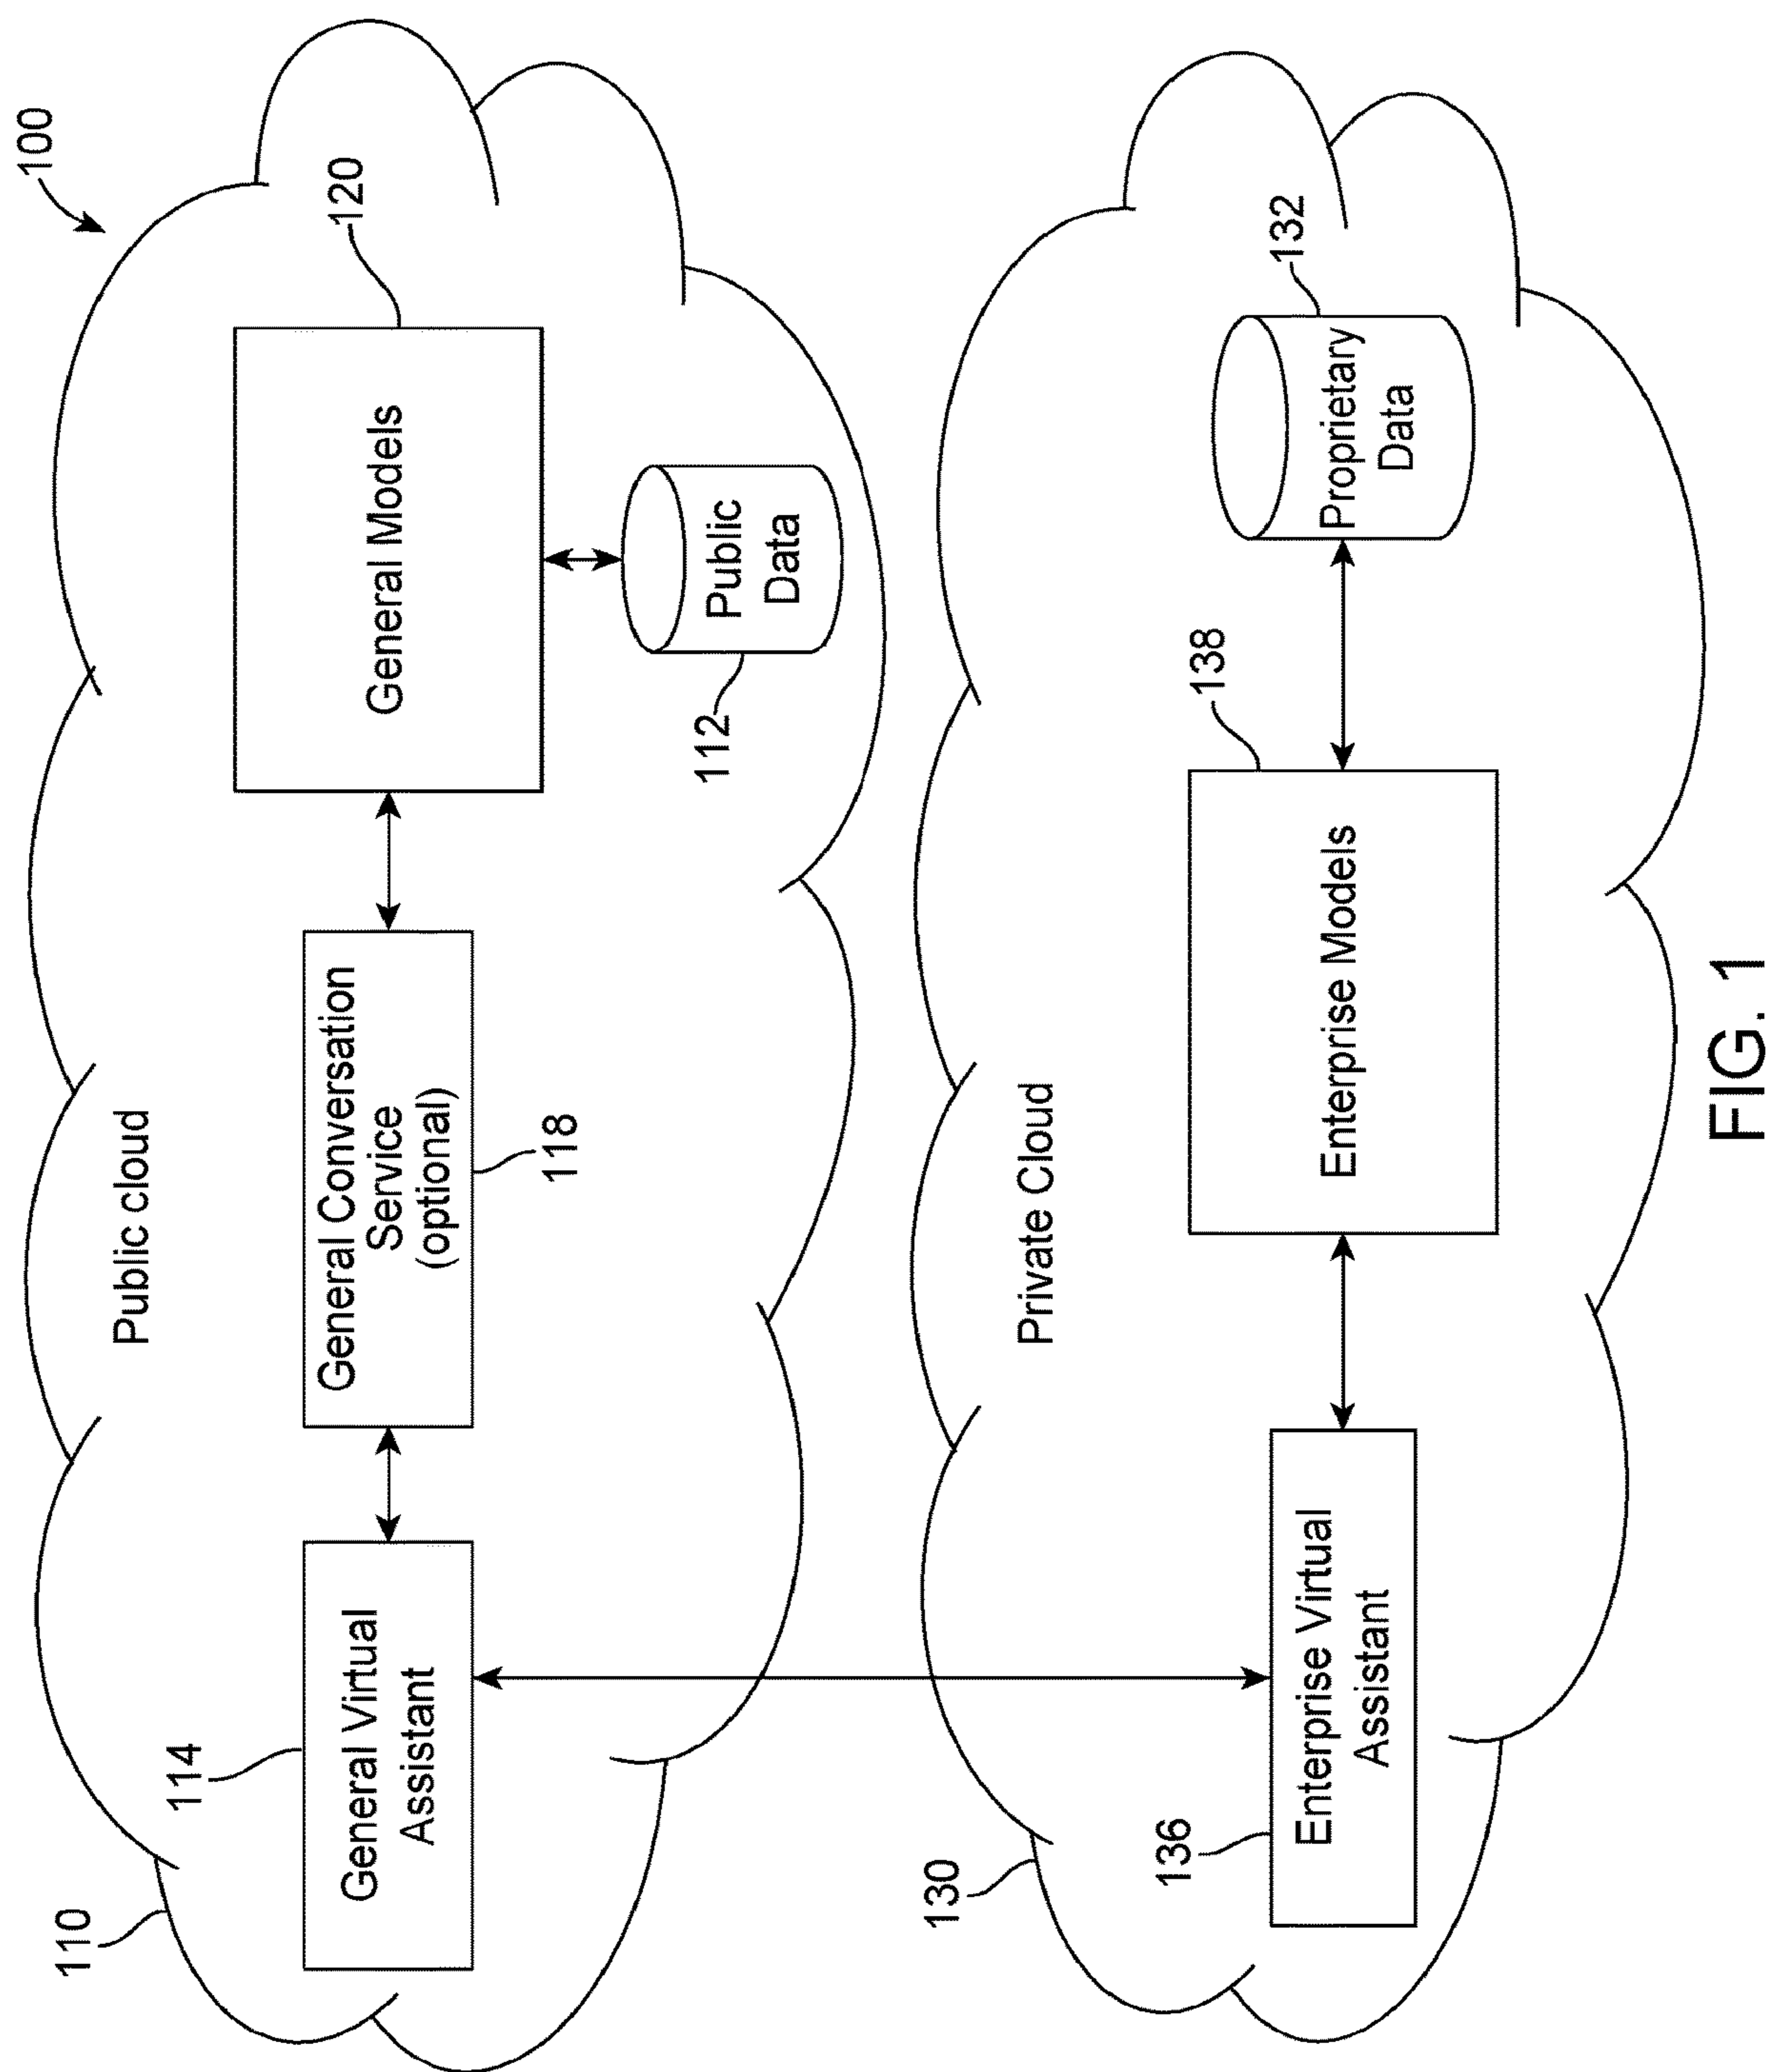 100
110
Public cloud
114
General Virtual
Assistant
General Conversation
Service
(optional)
118
General Models
120
Public
Data
112
130
Private Cloud
136
Enterprise Virtual
Assistant
Enterprise Models
138
Proprietary
Data
132
FIG. 1